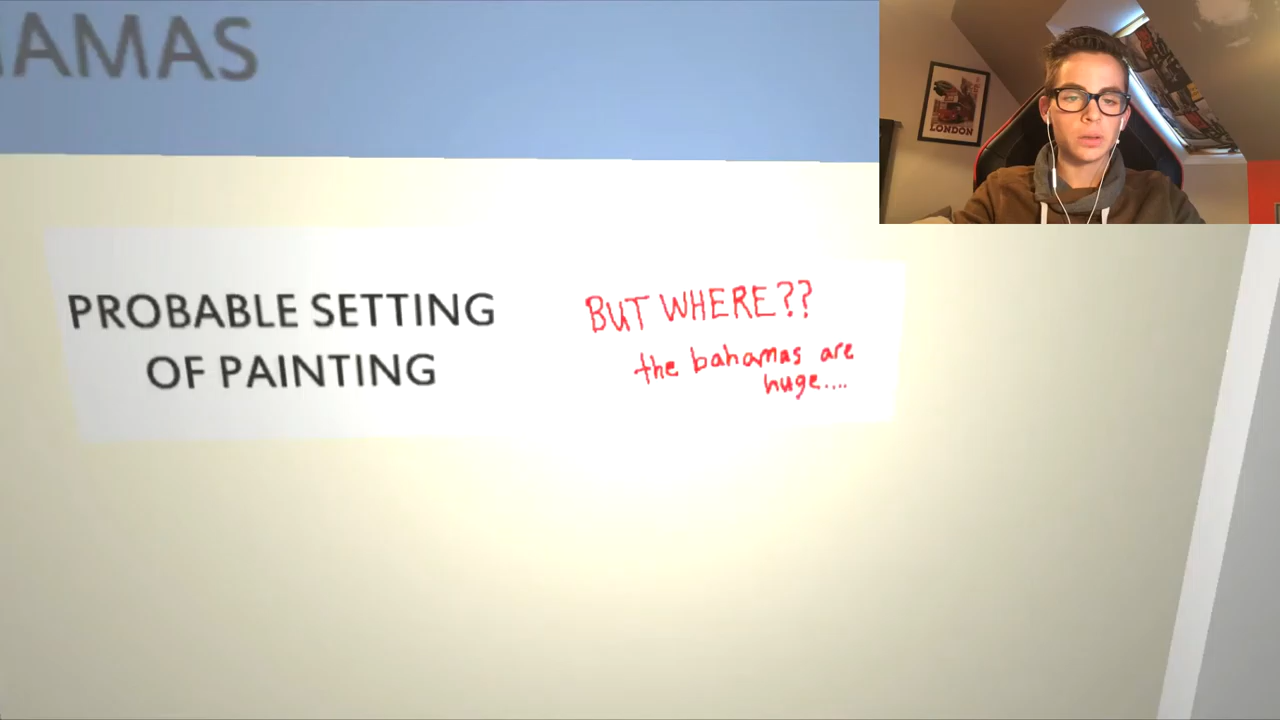 AMAS
PROBABLE SETTING
OF PAINTING
BUT WHERE??
the bahamas are
huge....
LONDON